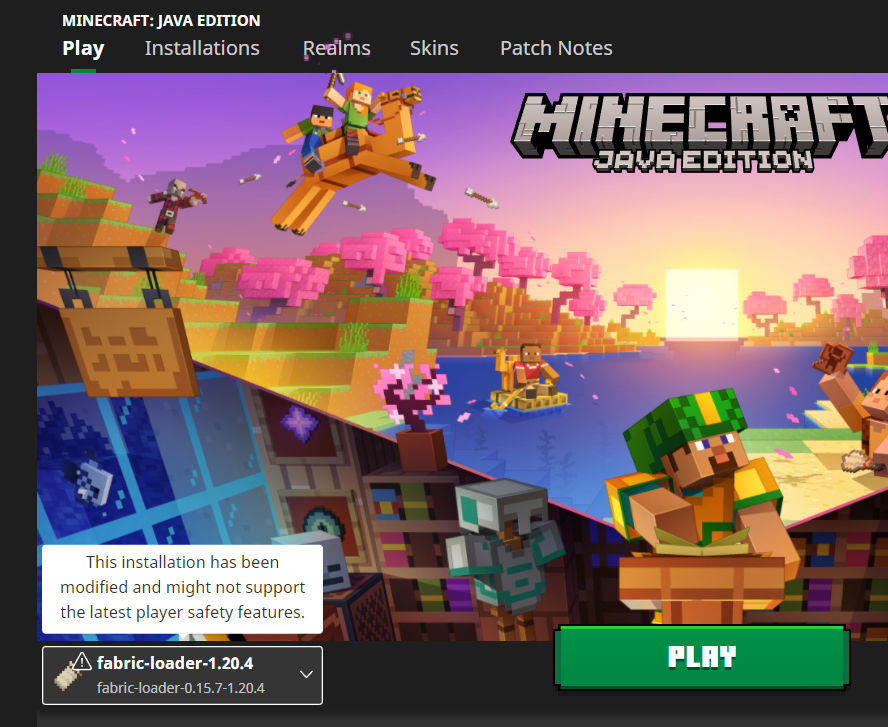 MINECRAFT: JAVA EDITION
Play Installations Realms Skins Patch Notes
MINECRAFT
JAVA EDITION
This installation has been
modified and might not support
the latest player safety features.
fabric-loader-1.20.4
fabric-loader-0.15.7-1.20.4
PLAY